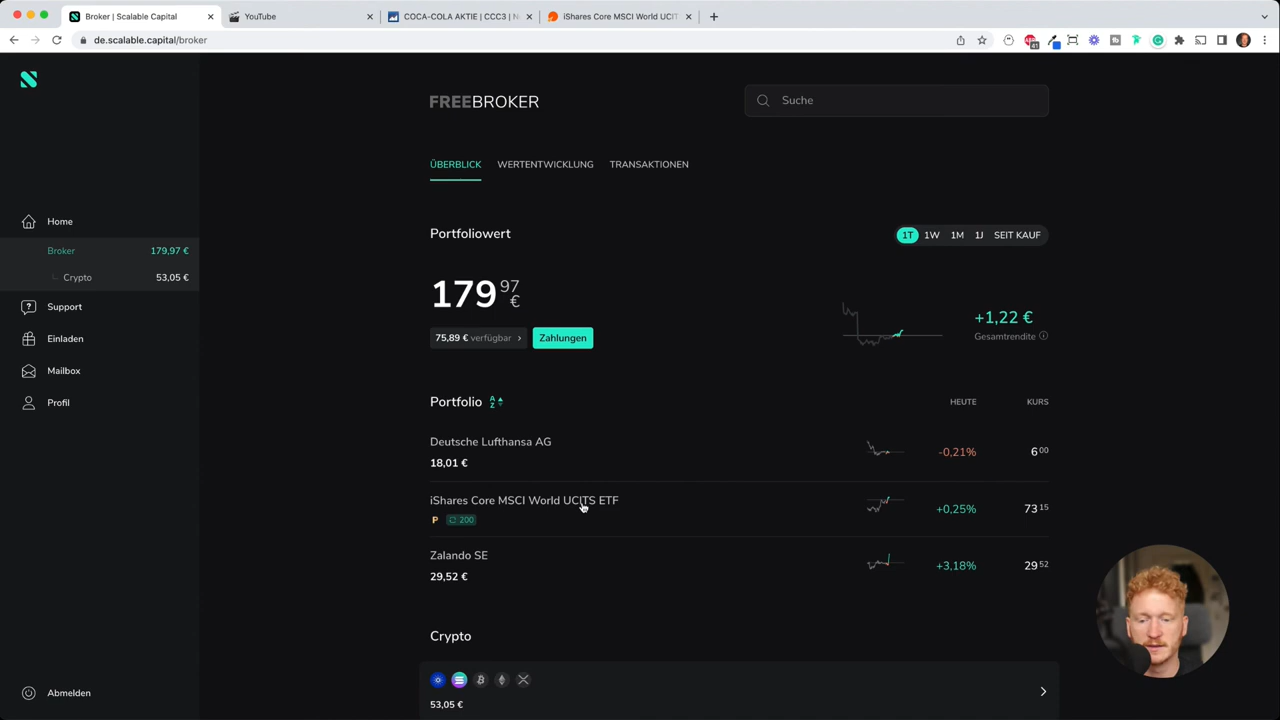 Broker | Scalable Capital
YouTube
COCA-COLA AKTIE | CCC3 | N
iShares Core MSCI World UCIT
de.scalable.capital/broker
FREEBROKER
Suche
ÜBERBLICK WERTENTWICKLUNG TRANSAKTIONEN
Home
Broker 179,97 €
Crypto 53,05 €
Support
Einladen
Mailbox
Profil
Abmelden
Portfoliowert
1T 1W 1M 1J SEIT KAUF
179 97 €
75,89 € verfügbar >
Zahlungen
+1,22 €
Gesamtrendite
Portfolio A Z
HEUTE KURS
Deutsche Lufthansa AG
18,01 €
-0,21% 6 00
iShares Core MSCI World UCITS ETF
P 200
+0,25% 73 15
Zalando SE
29,52 €
+3,18% 29 52
Crypto
53,05 €